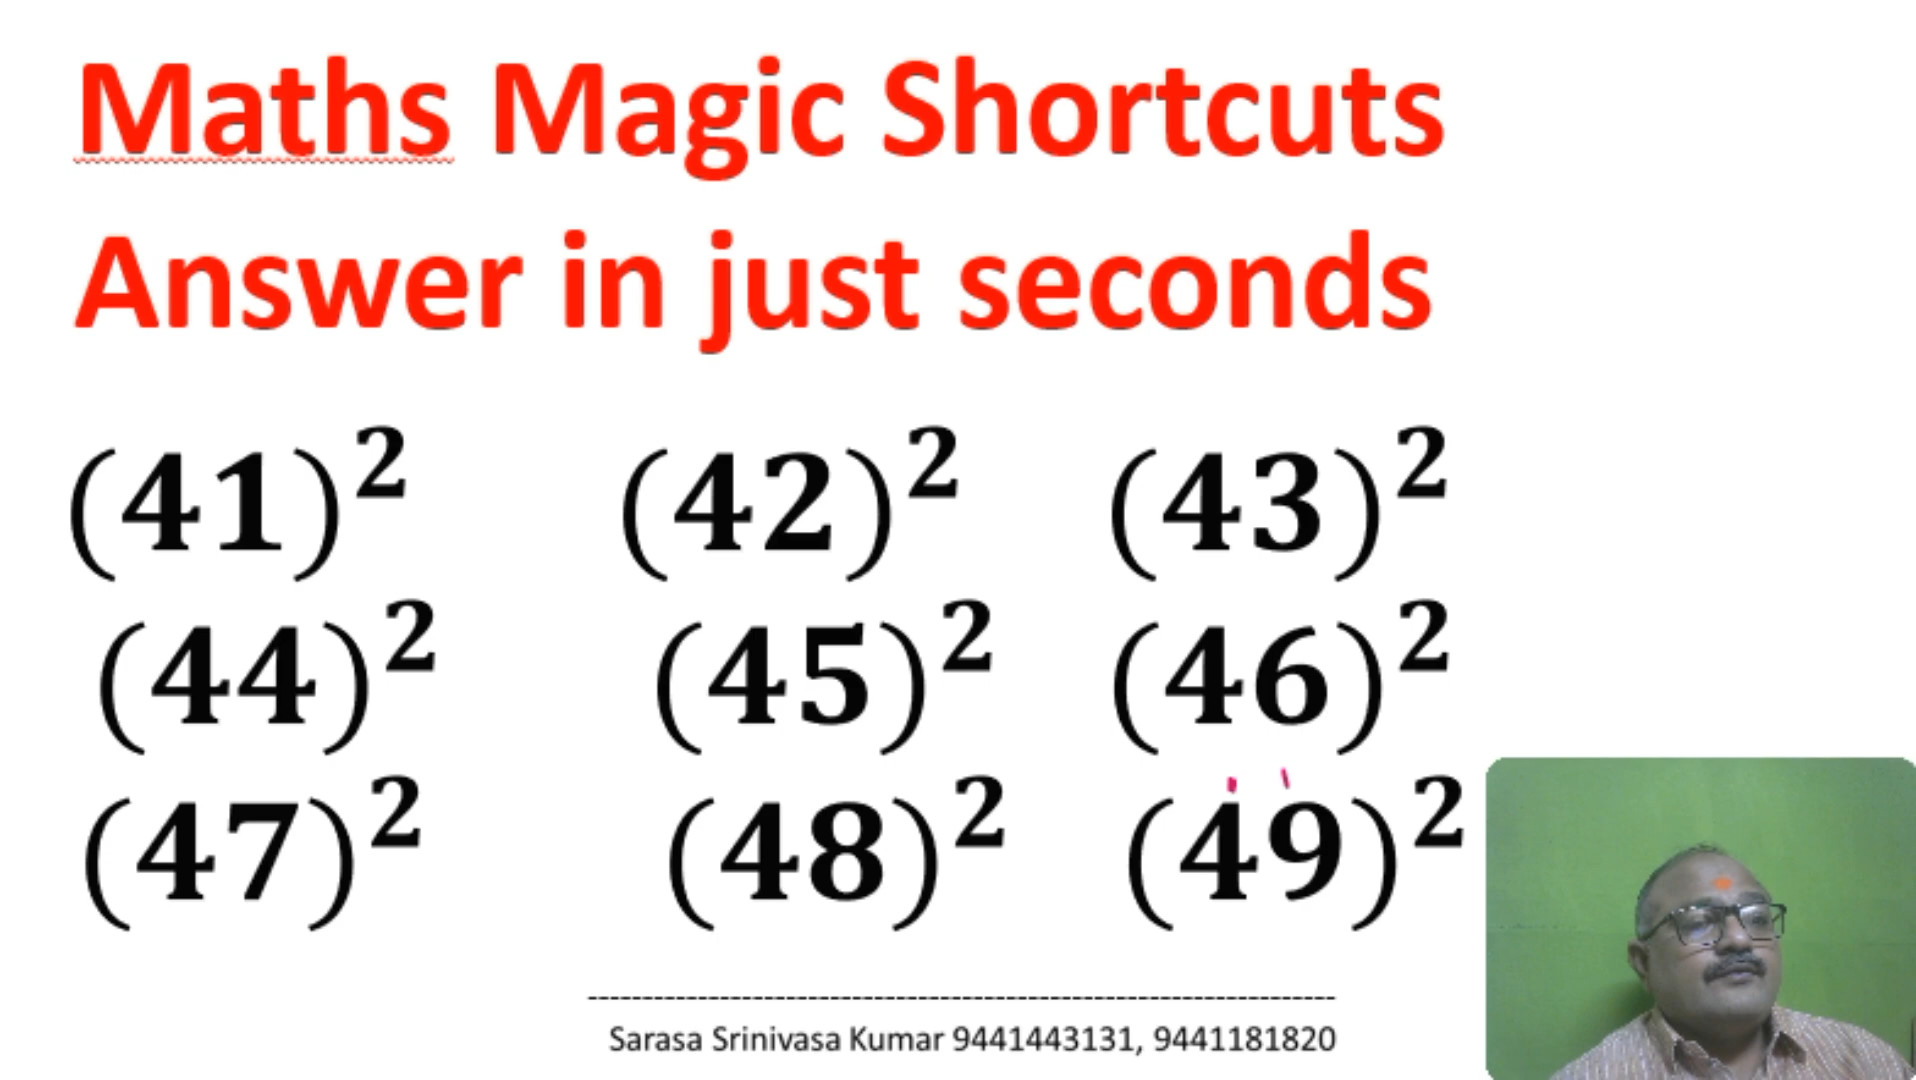 Maths Magic Shortcuts
Answer in just seconds
(41)² (42)² (43)²
(44)² (45)² (46)²
(47)² (48)² (49)²
Sarasa Srinivasa Kumar 9441443131, 9441181820